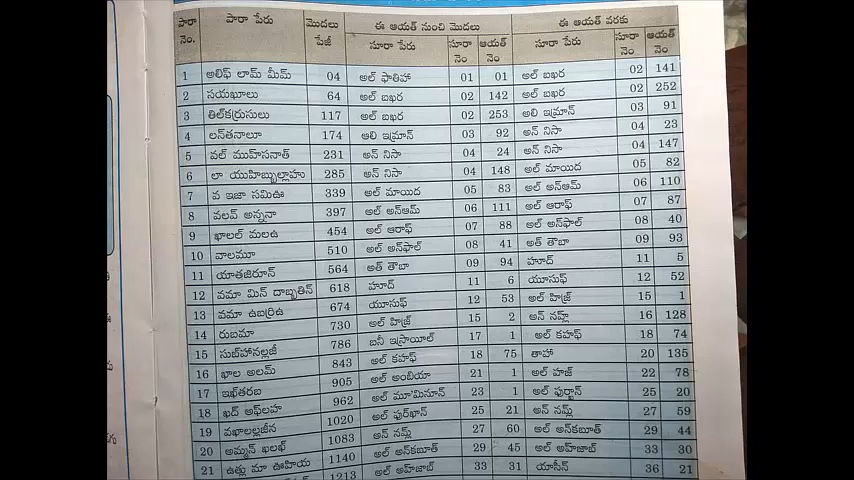 పారా నెం. పారా పేరు మొదలు పేజీ ఈ ఆయత్ నుంచి మొదలు ఈ ఆయత్ వరకు
సూరా పేరు సూరా నెం ఆయత్ నెం సూరా పేరు సూరా నెం ఆయత్ నెం
1 అలిఫ్ లామ్ మీమ్ 04 అల్ ఫాతిహా 01 01 అల్ బఖర 02 141
2 సయఖూలు 64 అల్ బఖర 02 142 అల్ బఖర 02 252
3 తిల్‌కర్రుసులు 117 అల్ బఖర 02 253 అలి ఇమ్రాన్ 03 91
4 లన్‌తనాలూ 174 ఆలి ఇమ్రాన్ 03 92 అన్ నిసా 04 23
5 వల్ ముహ్‌సనాత్ 231 అన్ నిసా 04 24 అన్ నిసా 04 147
6 లా యుహిబ్బుల్లాహు 285 అన్ నిసా 04 148 అల్ మాయిద 05 82
7 వ ఇజా సమిఊ 339 అల్ మాయిద 05 83 అల్ అన్‌ఆమ్ 06 110
8 వలవ్ అన్ననా 397 అల్ అన్‌ఆమ్ 06 111 అల్ ఆరాఫ్ 07 87
9 ఖాలల్ మలఉ 454 అల్ ఆరాఫ్ 07 88 అల్ అన్‌ఫాల్ 08 40
10 వాలమూ 510 అల్ అన్‌ఫాల్ 08 41 అత్ తౌబా 09 93
11 యాతజిరూన్ 564 అత్ తౌబా 09 94 హూద్ 11 5
12 వమా మిన్ దాబ్బతిన్ 618 హూద్ 11 6 యూసుఫ్ 12 52
13 వమా ఉబర్రిఉ 674 యూసుఫ్ 12 53 అల్ హిజ్ర్ 15 1
14 రుబమా 730 అల్ హిజ్ర్ 15 2 అన్ నహ్ల్ 16 128
15 సుబ్‌హానల్లజీ 786 బనీ ఇస్రాయీల్ 17 1 అల్ కహఫ్ 18 74
16 ఖాల అలమ్ 843 అల్ కహఫ్ 18 75 తాహా 20 135
17 ఇఖ్‌తరబ 905 అల్ అంబియా 21 1 అల్ హజ్ 22 78
18 ఖద్ అఫ్‌లహ 962 అల్ మూ'మినూన్ 23 1 అల్ ఫుర్ఖాన్ 25 20
19 వఖాలల్లజీన 1020 అల్ ఫుర్‌ఖాన్ 25 21 అన్ నమ్ల్ 27 59
20 అమ్మన్ ఖలఖ్ 1083 అన్ నమ్ల్ 27 60 అల్ అన్‌కబూత్ 29 44
21 ఉత్లు మా ఊహియ 1140 అల్ అన్‌కబూత్ 29 45 అల్ అహ్‌జాబ్ 33 30
1213 అల్ అహ్‌జాబ్ 33 31 యాసీన్ 36 21